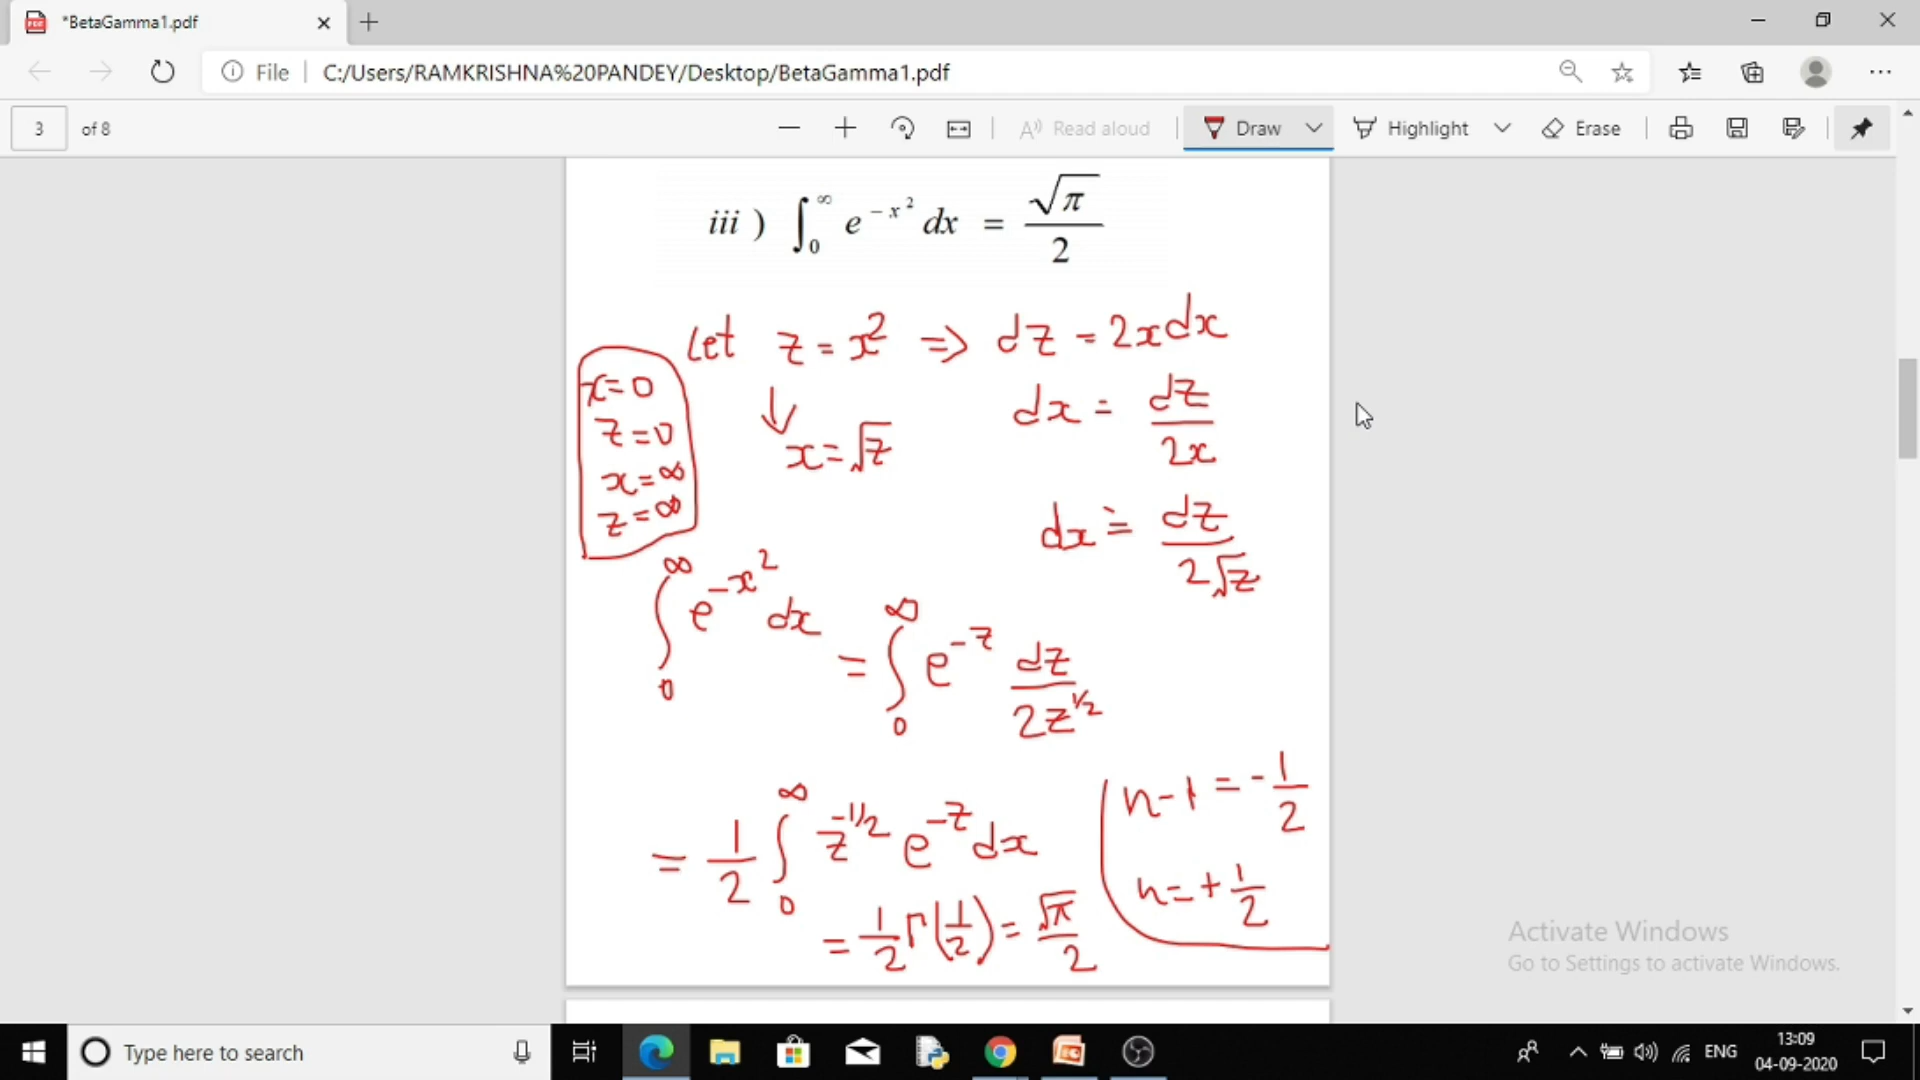 *BetaGamma1.pdf
File | C:/Users/RAMKRISHNA%20PANDEY/Desktop/BetaGamma1.pdf
3 of 8 Read aloud Draw Highlight Erase
iii ) ∫₀^∞ e^{-x²} dx = √π/2
Let z = x² ⇒ dz = 2x dx
x=0
z=0
x=∞
z=∞
↓
x=√z
dx = dz/2x
dx = dz/2√z
∫₀^∞ e^{-x²} dx
= ∫₀^∞ e^{-z} dz/2z^{1/2}
= 1/2 ∫₀^∞ z^{-1/2} e^{-z} dx
n-1 = -1/2
n = +1/2
= 1/2 Γ(1/2) = √π/2
Activate Windows
Go to Settings to activate Windows.
Type here to search
ENG
13:09
04-09-2020